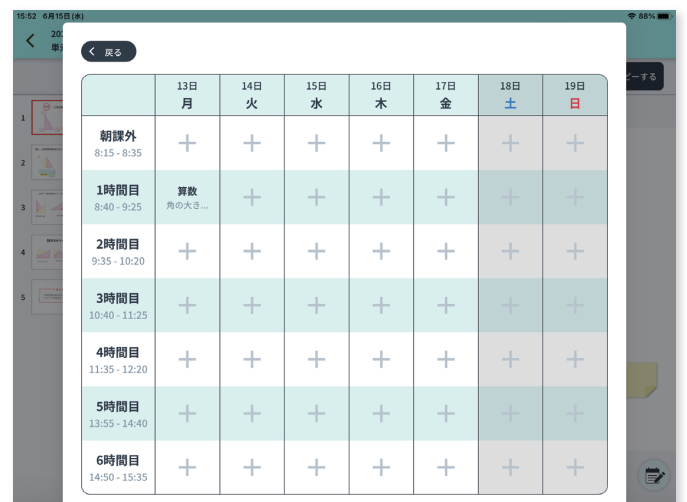 15:52 6月15日(水)
88%
戻る
ピーする
13日 14日 15日 16日 17日 18日 19日
月 火 水 木 金 土 日
朝課外
8:15 - 8:35
1時間目 算数
8:40 - 9:25 角の大き...
2時間目
9:35 - 10:20
3時間目
10:40 - 11:25
4時間目
11:35 - 12:20
5時間目
13:55 - 14:40
6時間目
14:50 - 15:35
1
2
3
4
5